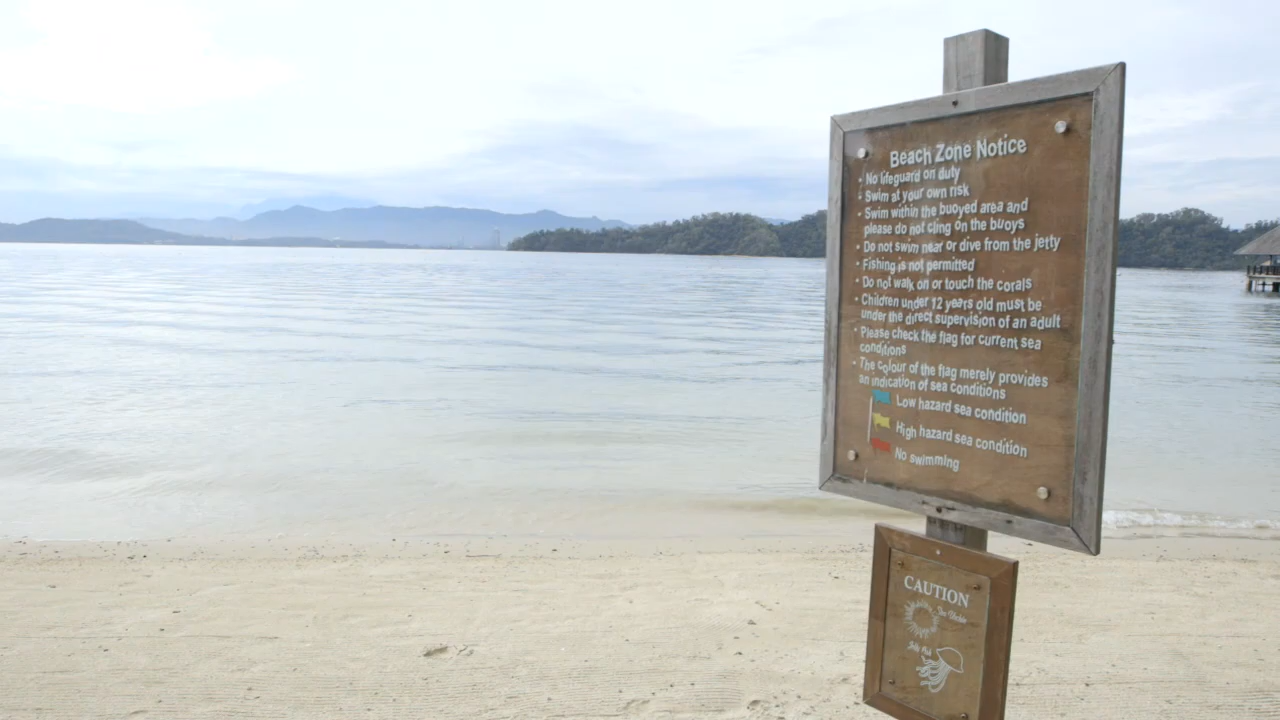 Beach Zone Notice
• No lifeguard on duty
• Swim at your own risk
• Swim within the buoyed area and
please do not cling on the buoys
• Do not swim near or dive from the jetty
• Fishing is not permitted
• Do not walk on or touch the corals
• Children under 12 years old must be
under the direct supervision of an adult
• Please check the flag for current sea
conditions
• The colour of the flag merely provides
an indication of sea conditions
Low hazard sea condition
High hazard sea condition
No swimming
CAUTION
Jelly Fish